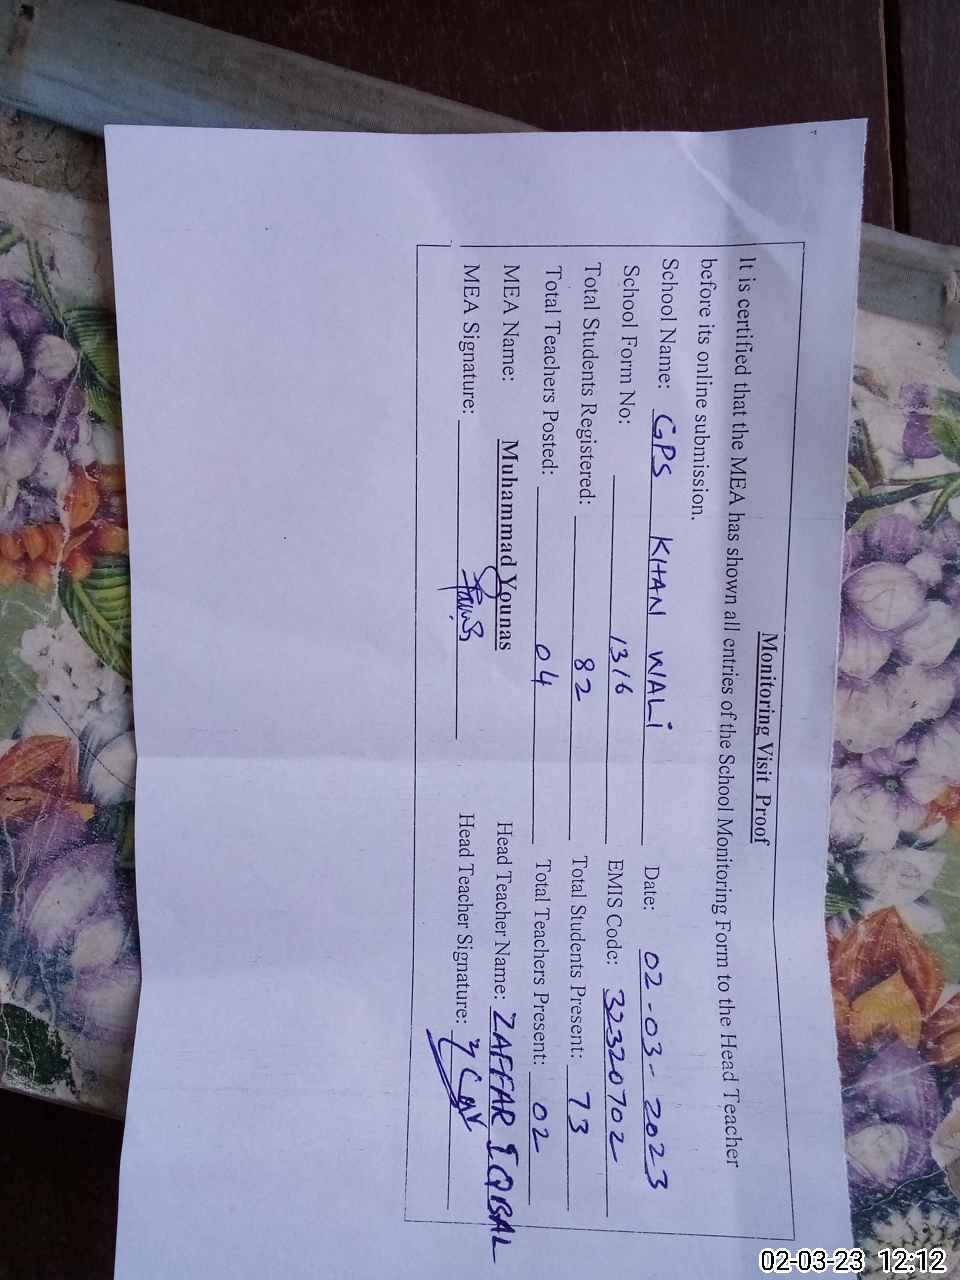 Monitoring Visit Proof
It is certified that the MEA has shown all entries of the School Monitoring Form to the Head Teacher
before its online submission.
School Name: GPS KHAN WALI Date: 02-03-2023
School Form No: 1316 EMIS Code: 32320702
Total Students Registered: 82 Total Students Present: 73
Total Teachers Posted: 04 Total Teachers Present: 02
MEA Name: Muhammad Younas Head Teacher Name: ZAFFAR IQBAL
MEA Signature: Head Teacher Signature:
02-03-23 12:12